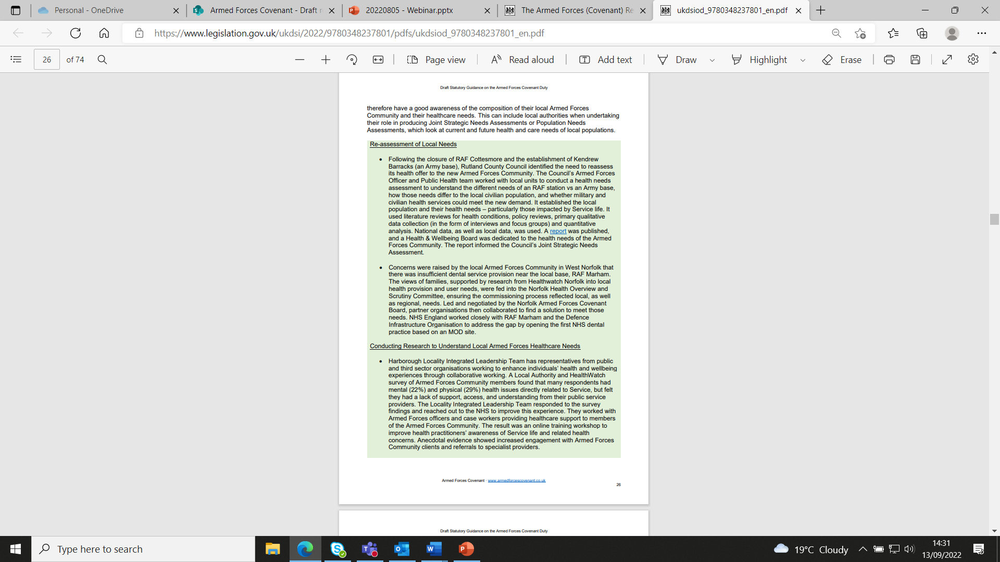 Personal - OneDrive
Armed Forces Covenant - Draft r
20220805 - Webinar.pptx
The Armed Forces (Covenant) Re
ukdsiod_9780348237801_en.pdf
https://www.legislation.gov.uk/ukdsi/2022/9780348237801/pdfs/ukdsiod_9780348237801_en.pdf
26 of 74
Page view
Read aloud
Add text
Draw
Highlight
Erase
Draft Statutory Guidance on the Armed Forces Covenant Duty
therefore have a good awareness of the composition of their local Armed Forces
Community and their healthcare needs. This can include local authorities when undertaking
their role in producing Joint Strategic Needs Assessments or Population Needs
Assessments, which look at current and future health and care needs of local populations.
Re-assessment of Local Needs
• Following the closure of RAF Cottesmore and the establishment of Kendrew
Barracks (an Army base), Rutland County Council identified the need to reassess
its health offer to the new Armed Forces Community. The Council's Armed Forces
Officer and Public Health team worked with local units to conduct a health needs
assessment to understand the different needs of an RAF station vs an Army base,
how those needs differ to the local civilian population, and whether military and
civilian health services could meet the new demand. It established the local
population and their health needs – particularly those impacted by Service life. It
used literature reviews for health conditions, policy reviews, primary qualitative
data collection (in the form of interviews and focus groups) and quantitative
analysis. National data, as well as local data, was used. A report was published,
and a Health & Wellbeing Board was dedicated to the health needs of the Armed
Forces Community. The report informed the Council's Joint Strategic Needs
Assessment.
• Concerns were raised by the local Armed Forces Community in West Norfolk that
there was insufficient dental service provision near the local base, RAF Marham.
The views of families, supported by research from Healthwatch Norfolk into local
health provision and user needs, were fed into the Norfolk Health Overview and
Scrutiny Committee, ensuring the commissioning process reflected local, as well
as regional, needs. Led and negotiated by the Norfolk Armed Forces Covenant
Board, partner organisations then collaborated to find a solution to meet those
needs. NHS England worked closely with RAF Marham and the Defence
Infrastructure Organisation to address the gap by opening the first NHS dental
practice based on an MOD site.
Conducting Research to Understand Local Armed Forces Healthcare Needs
• Harborough Locality Integrated Leadership Team has representatives from public
and third sector organisations working to enhance individuals' health and wellbeing
experiences through collaborative working. A Local Authority and HealthWatch
survey of Armed Forces Community members found that many respondents had
mental (22%) and physical (29%) health issues directly related to Service, but felt
they had a lack of support, access, and understanding from their public service
providers. The Locality Integrated Leadership Team responded to the survey
findings and reached out to the NHS to improve this experience. They worked with
Armed Forces officers and case workers providing healthcare support to members
of the Armed Forces Community. The result was an online training workshop to
improve health practitioners' awareness of Service life and related health
concerns. Anecdotal evidence showed increased engagement with Armed Forces
Community clients and referrals to specialist providers.
Armed Forces Covenant · www.armedforcescovenant.co.uk
26
Draft Statutory Guidance on the Armed Forces Covenant Duty
Type here to search
19°C Cloudy
14:31
13/09/2022